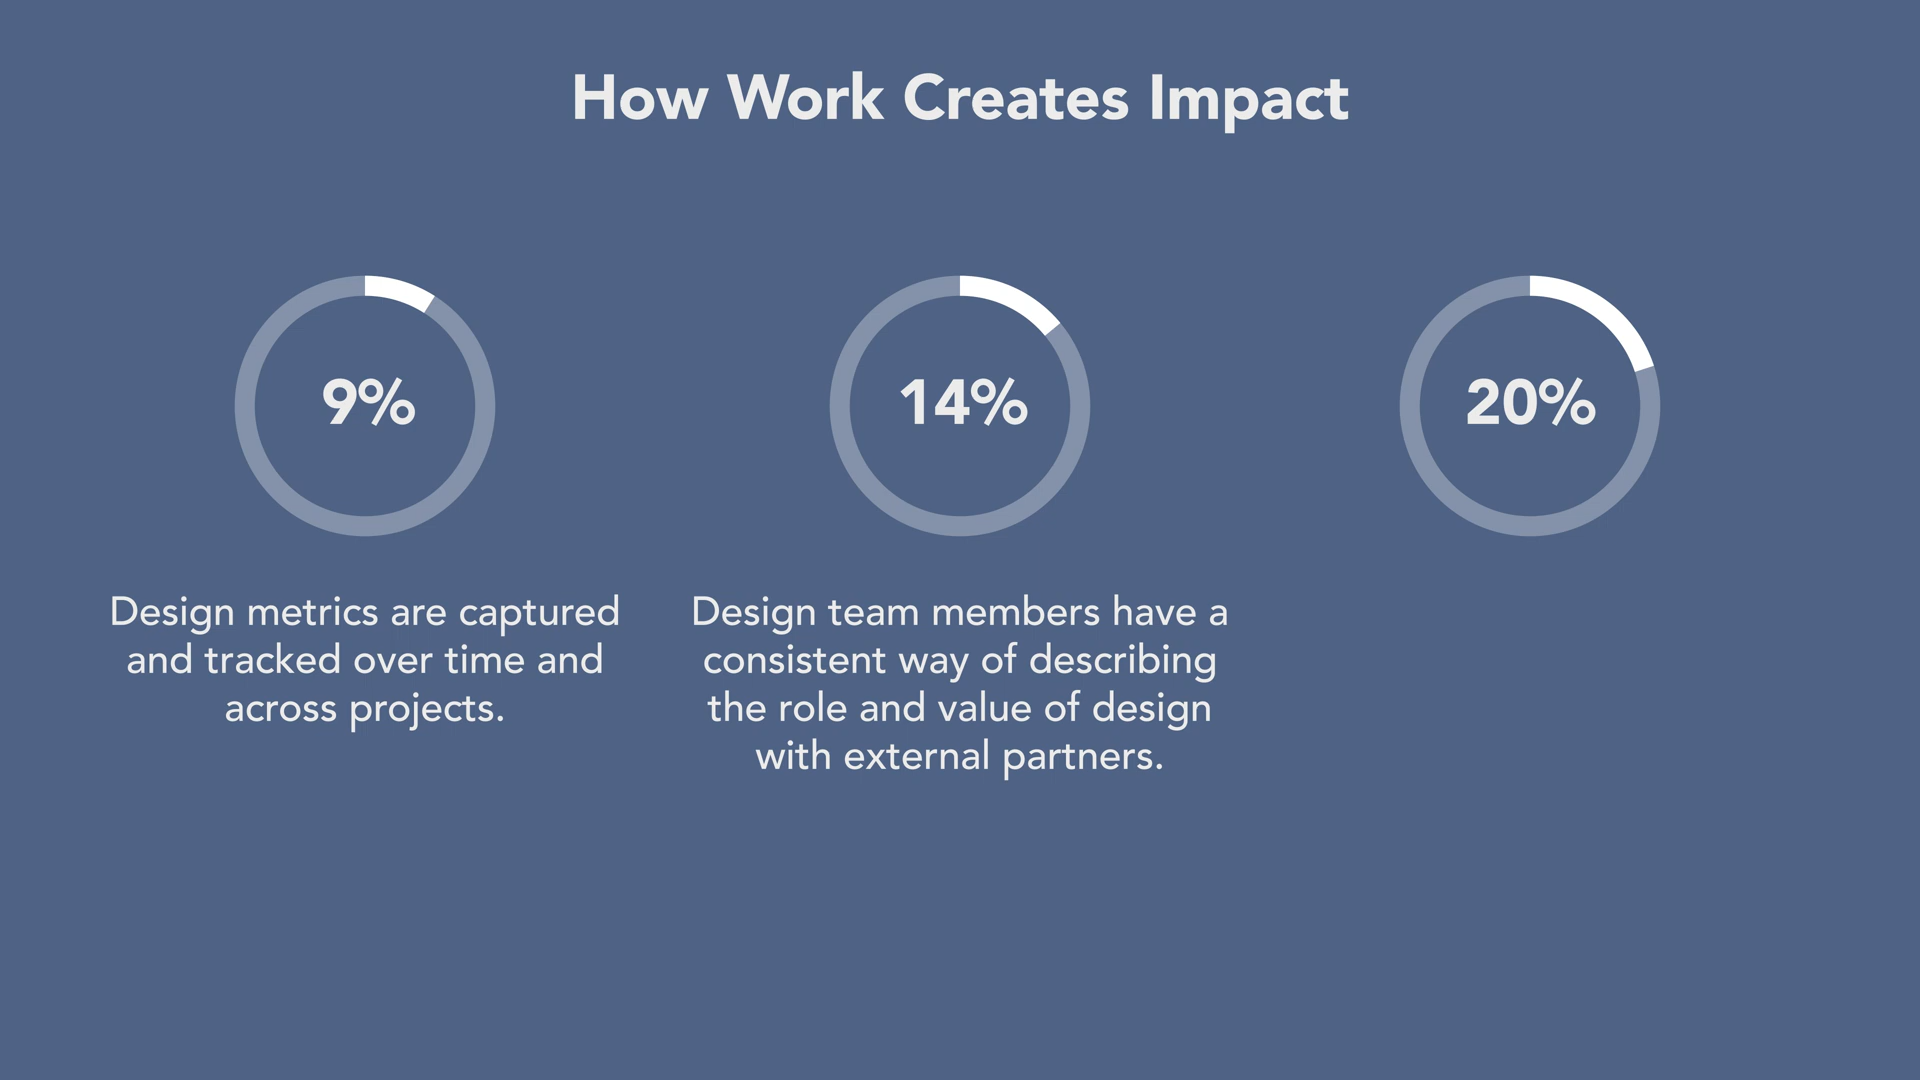 How Work Creates Impact
9%
14%
20%
Design metrics are captured
and tracked over time and
across projects.
Design team members have a
consistent way of describing
the role and value of design
with external partners.